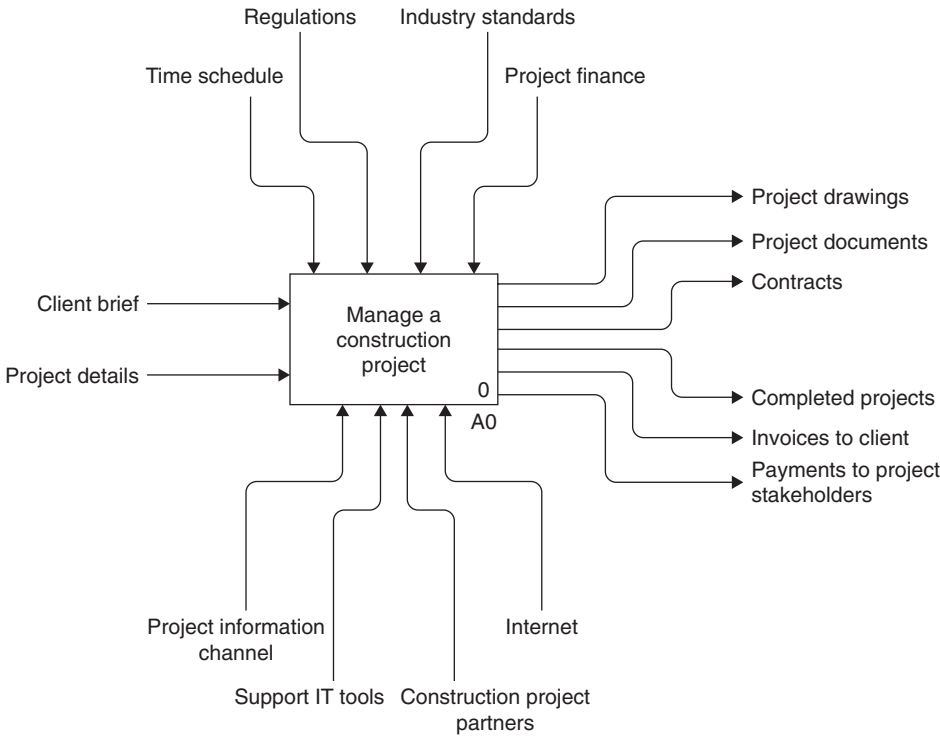 Regulations
Industry standards
Time schedule
Project finance
Project drawings
Project documents
Contracts
Client brief
Manage a
construction
project
Project details
0
A0
Completed projects
Invoices to client
Payments to project
stakeholders
Project information
channel
Internet
Support IT tools
Construction project
partners